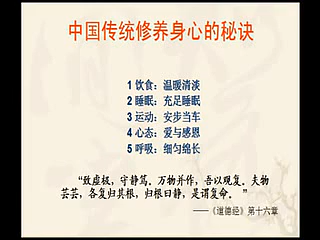 中国传统修养身心的秘诀
1 饮食：温暖清淡
2 睡眠：充足睡眠
3 运动：安步当车
4 心态：爱与感恩
5 呼吸：细匀绵长
“致虚极，守静笃。万物并作，吾以观复。夫物
芸芸，各复归其根，归根曰静，是谓复命。 ”
——《道德经》第十六章